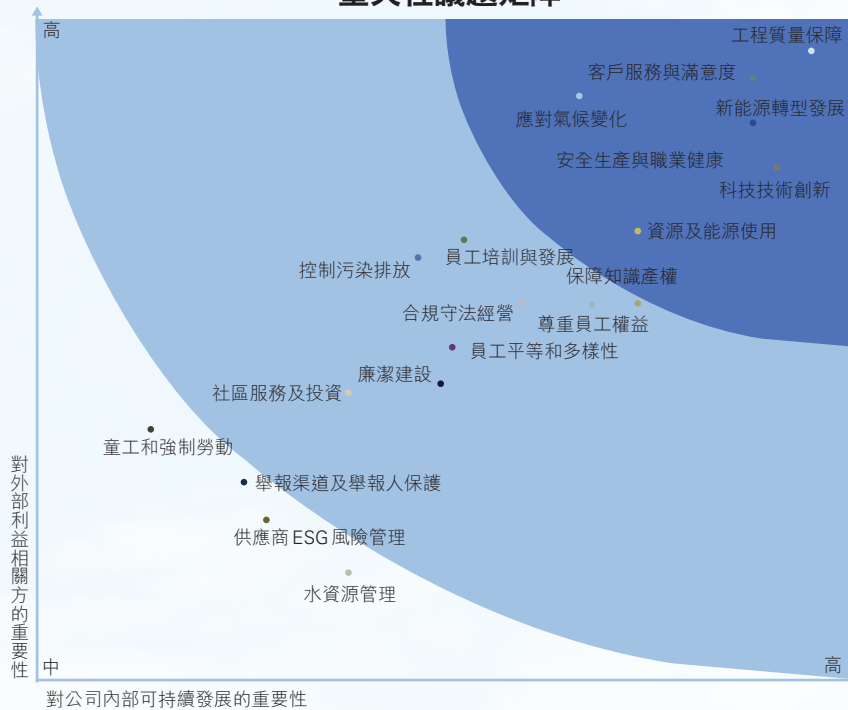 重大性議題矩陣
高
工程質量保障
客戶服務與滿意度
新能源轉型發展
應對氣候變化
安全生產與職業健康
科技技術創新
資源及能源使用
員工培訓與發展
控制污染排放
保障知識產權
合規守法經營
尊重員工權益
員工平等和多樣性
廉潔建設
社區服務及投資
童工和強制勞動
舉報渠道及舉報人保護
供應商ESG風險管理
水資源管理
對外部利益相關方的重要性
中
高
對公司內部可持續發展的重要性